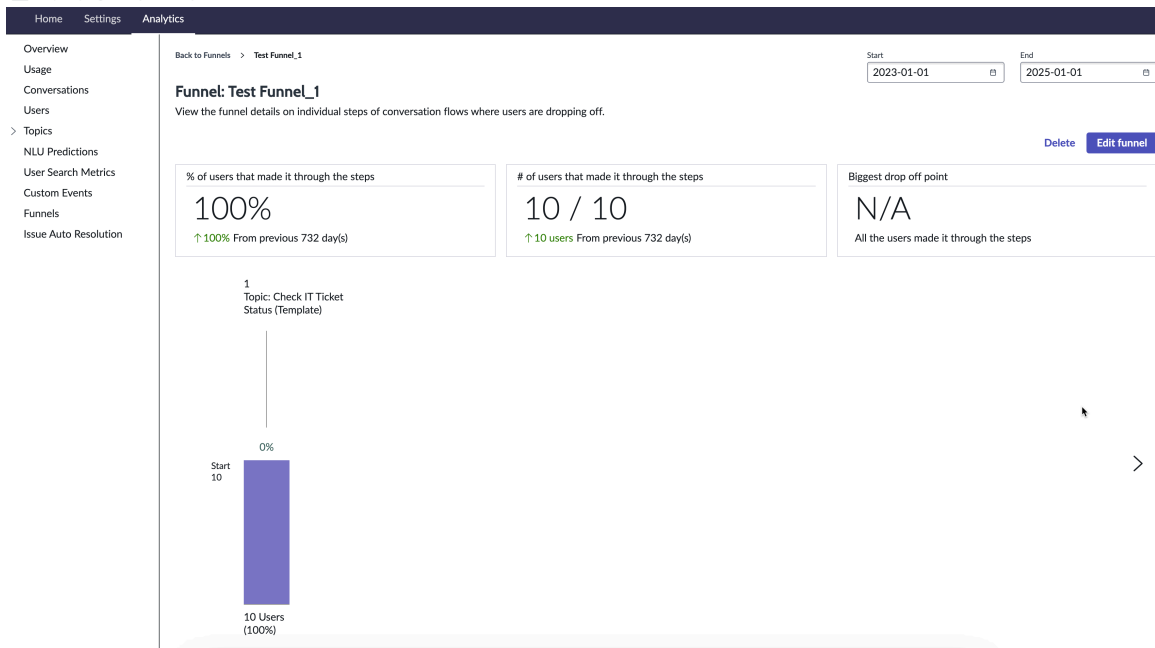 Home Settings Analytics
Overview
Usage
Conversations
Users
Topics
NLU Predictions
User Search Metrics
Custom Events
Funnels
Issue Auto Resolution
Back to Funnels > Test Funnel_1
Start
2023-01-01
End
2025-01-01
Funnel: Test Funnel_1
View the funnel details on individual steps of conversation flows where users are dropping off.
Delete
Edit funnel
% of users that made it through the steps
100%
↑ 100% From previous 732 day(s)
# of users that made it through the steps
10 / 10
↑ 10 users From previous 732 day(s)
Biggest drop off point
N/A
All the users made it through the steps
1
Topic: Check IT Ticket
Status (Template)
0%
Start
10
10 Users
(100%)